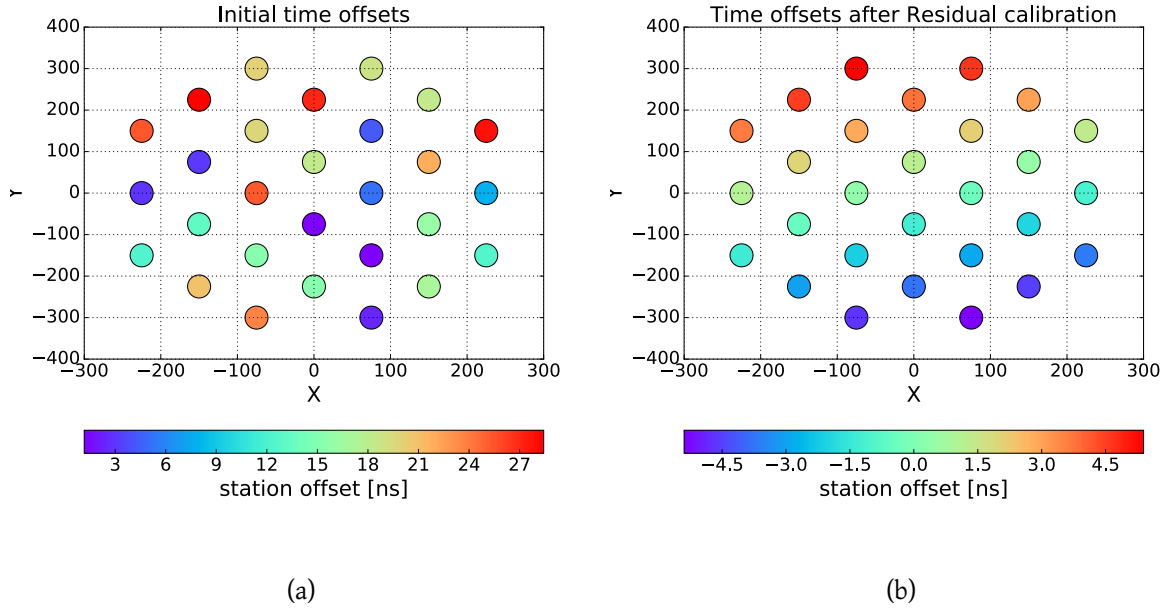 Initial time offsets
400
300
200
100
0
−100
−200
−300
−400
Y
−300 −200 −100 0 100 200 300
X
3 6 9 12 15 18 21 24 27
station offset [ns]
(a)
Time offsets after Residual calibration
400
300
200
100
0
−100
−200
−300
−400
Y
−300 −200 −100 0 100 200 300
X
−4.5 −3.0 −1.5 0.0 1.5 3.0 4.5
station offset [ns]
(b)